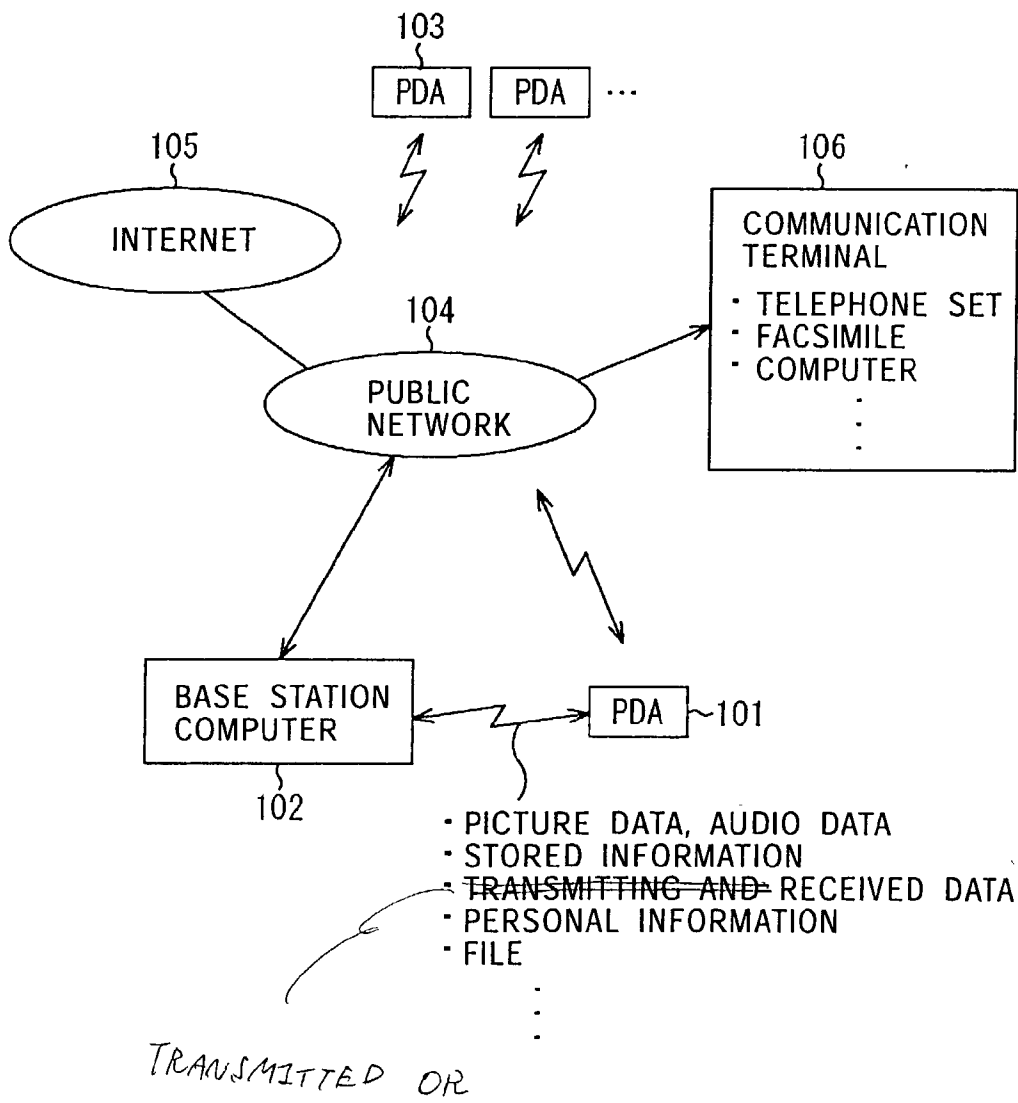 103
PDA PDA ...
105
INTERNET
106
COMMUNICATION
TERMINAL
· TELEPHONE SET
· FACSIMILE
· COMPUTER
104
PUBLIC
NETWORK
BASE STATION
COMPUTER
102
PDA 101
· PICTURE DATA, AUDIO DATA
· STORED INFORMATION
· TRANSMITTING AND RECEIVED DATA
· PERSONAL INFORMATION
· FILE
TRANSMITTED OR